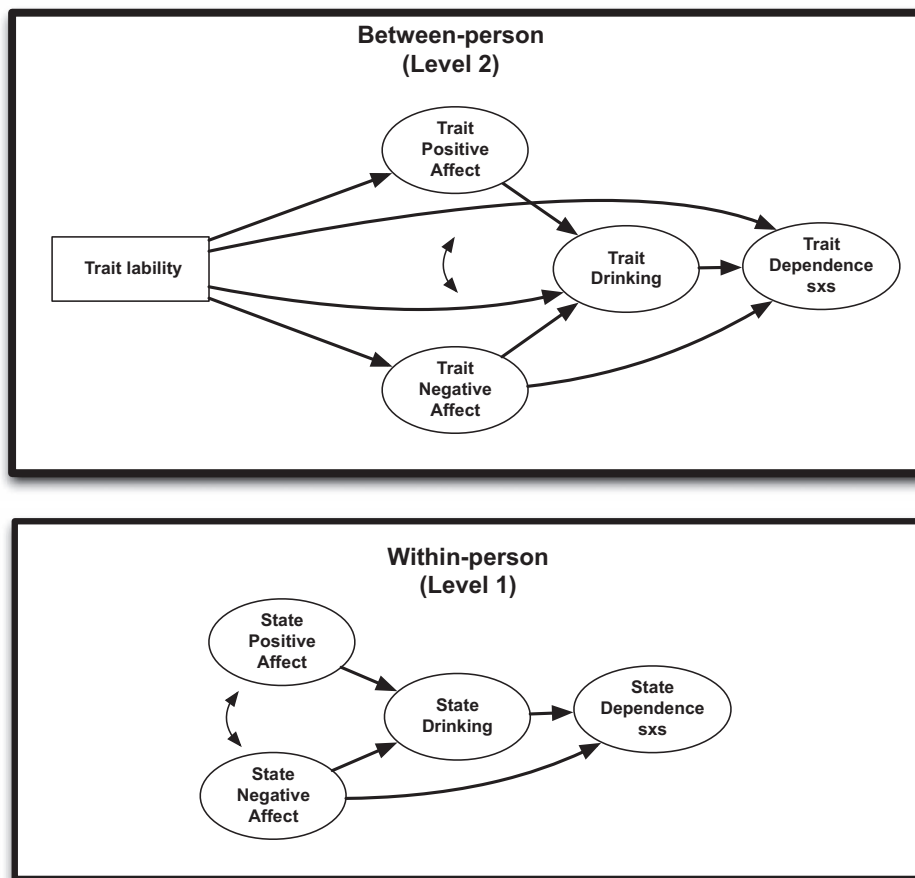 Between-person
(Level 2)
Trait
Positive
Affect
Trait lability
Trait
Drinking
Trait
Dependence
sxs
Trait
Negative
Affect
Within-person
(Level 1)
State
Positive
Affect
State
Drinking
State
Dependence
sxs
State
Negative
Affect